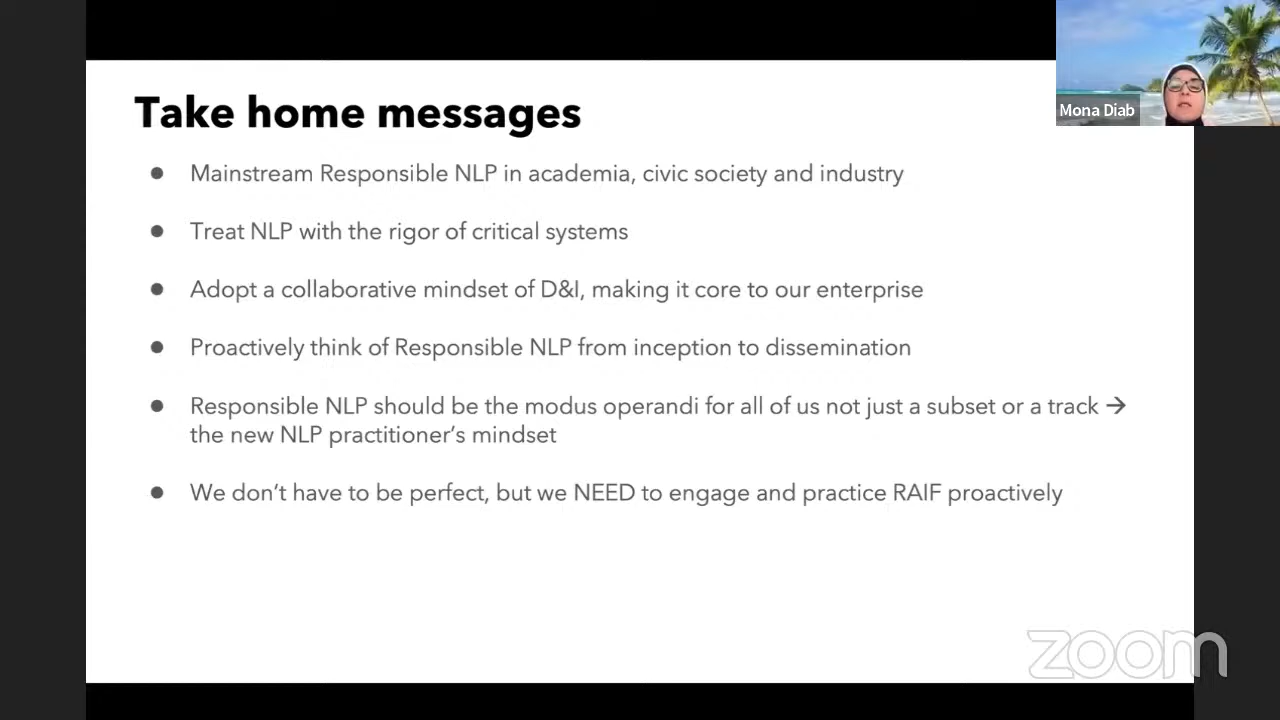 Take home messages
Mona Diab
● Mainstream Responsible NLP in academia, civic society and industry
● Treat NLP with the rigor of critical systems
● Adopt a collaborative mindset of D&I, making it core to our enterprise
● Proactively think of Responsible NLP from inception to dissemination
● Responsible NLP should be the modus operandi for all of us not just a subset or a track →
the new NLP practitioner’s mindset
● We don’t have to be perfect, but we NEED to engage and practice RAIF proactively
zoom